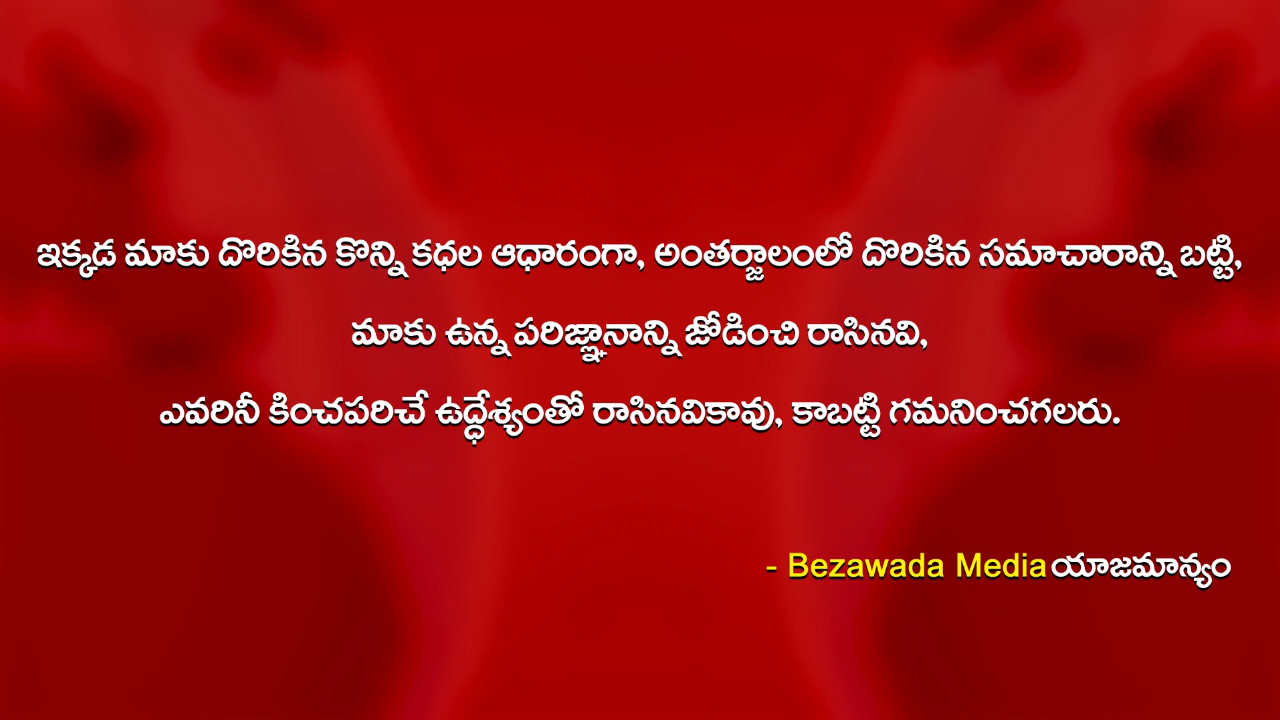 ఇక్కడ మాకు దొరికిన కొన్ని కధల ఆధారంగా, అంతర్జాలంలో దొరికిన సమాచారాన్ని బట్టి,
మాకు ఉన్న పరిజ్ఞానాన్ని జోడించి రాసినవి,
ఎవరినీ కించపరిచే ఉద్ధేశ్యంతో రాసినవికావు, కాబట్టి గమనించగలరు.
- Bezawada Media యాజమాన్యం